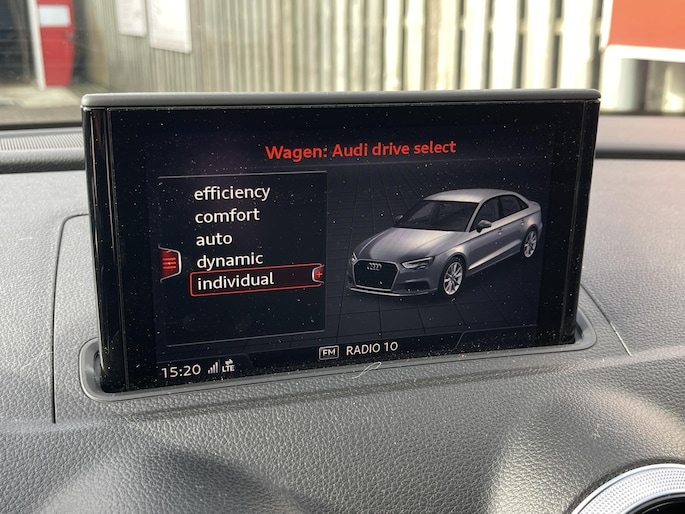 Wagen: Audi drive select
efficiency
comfort
auto
dynamic
individual
FM RADIO 10
15:20 LTE